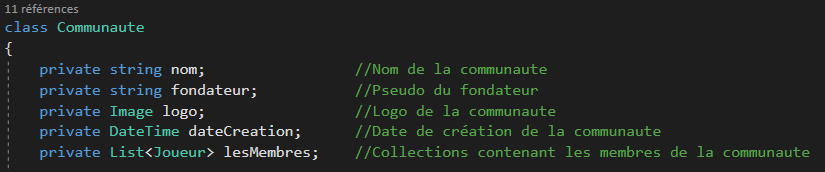 11 références
class Communaute
{
private string nom; //Nom de la communaute
private string fondateur; //Pseudo du fondateur
private Image logo; //Logo de la communaute
private DateTime dateCreation; //Date de création de la communaute
private List<Joueur> lesMembres; //Collections contenant les membres de la communaute